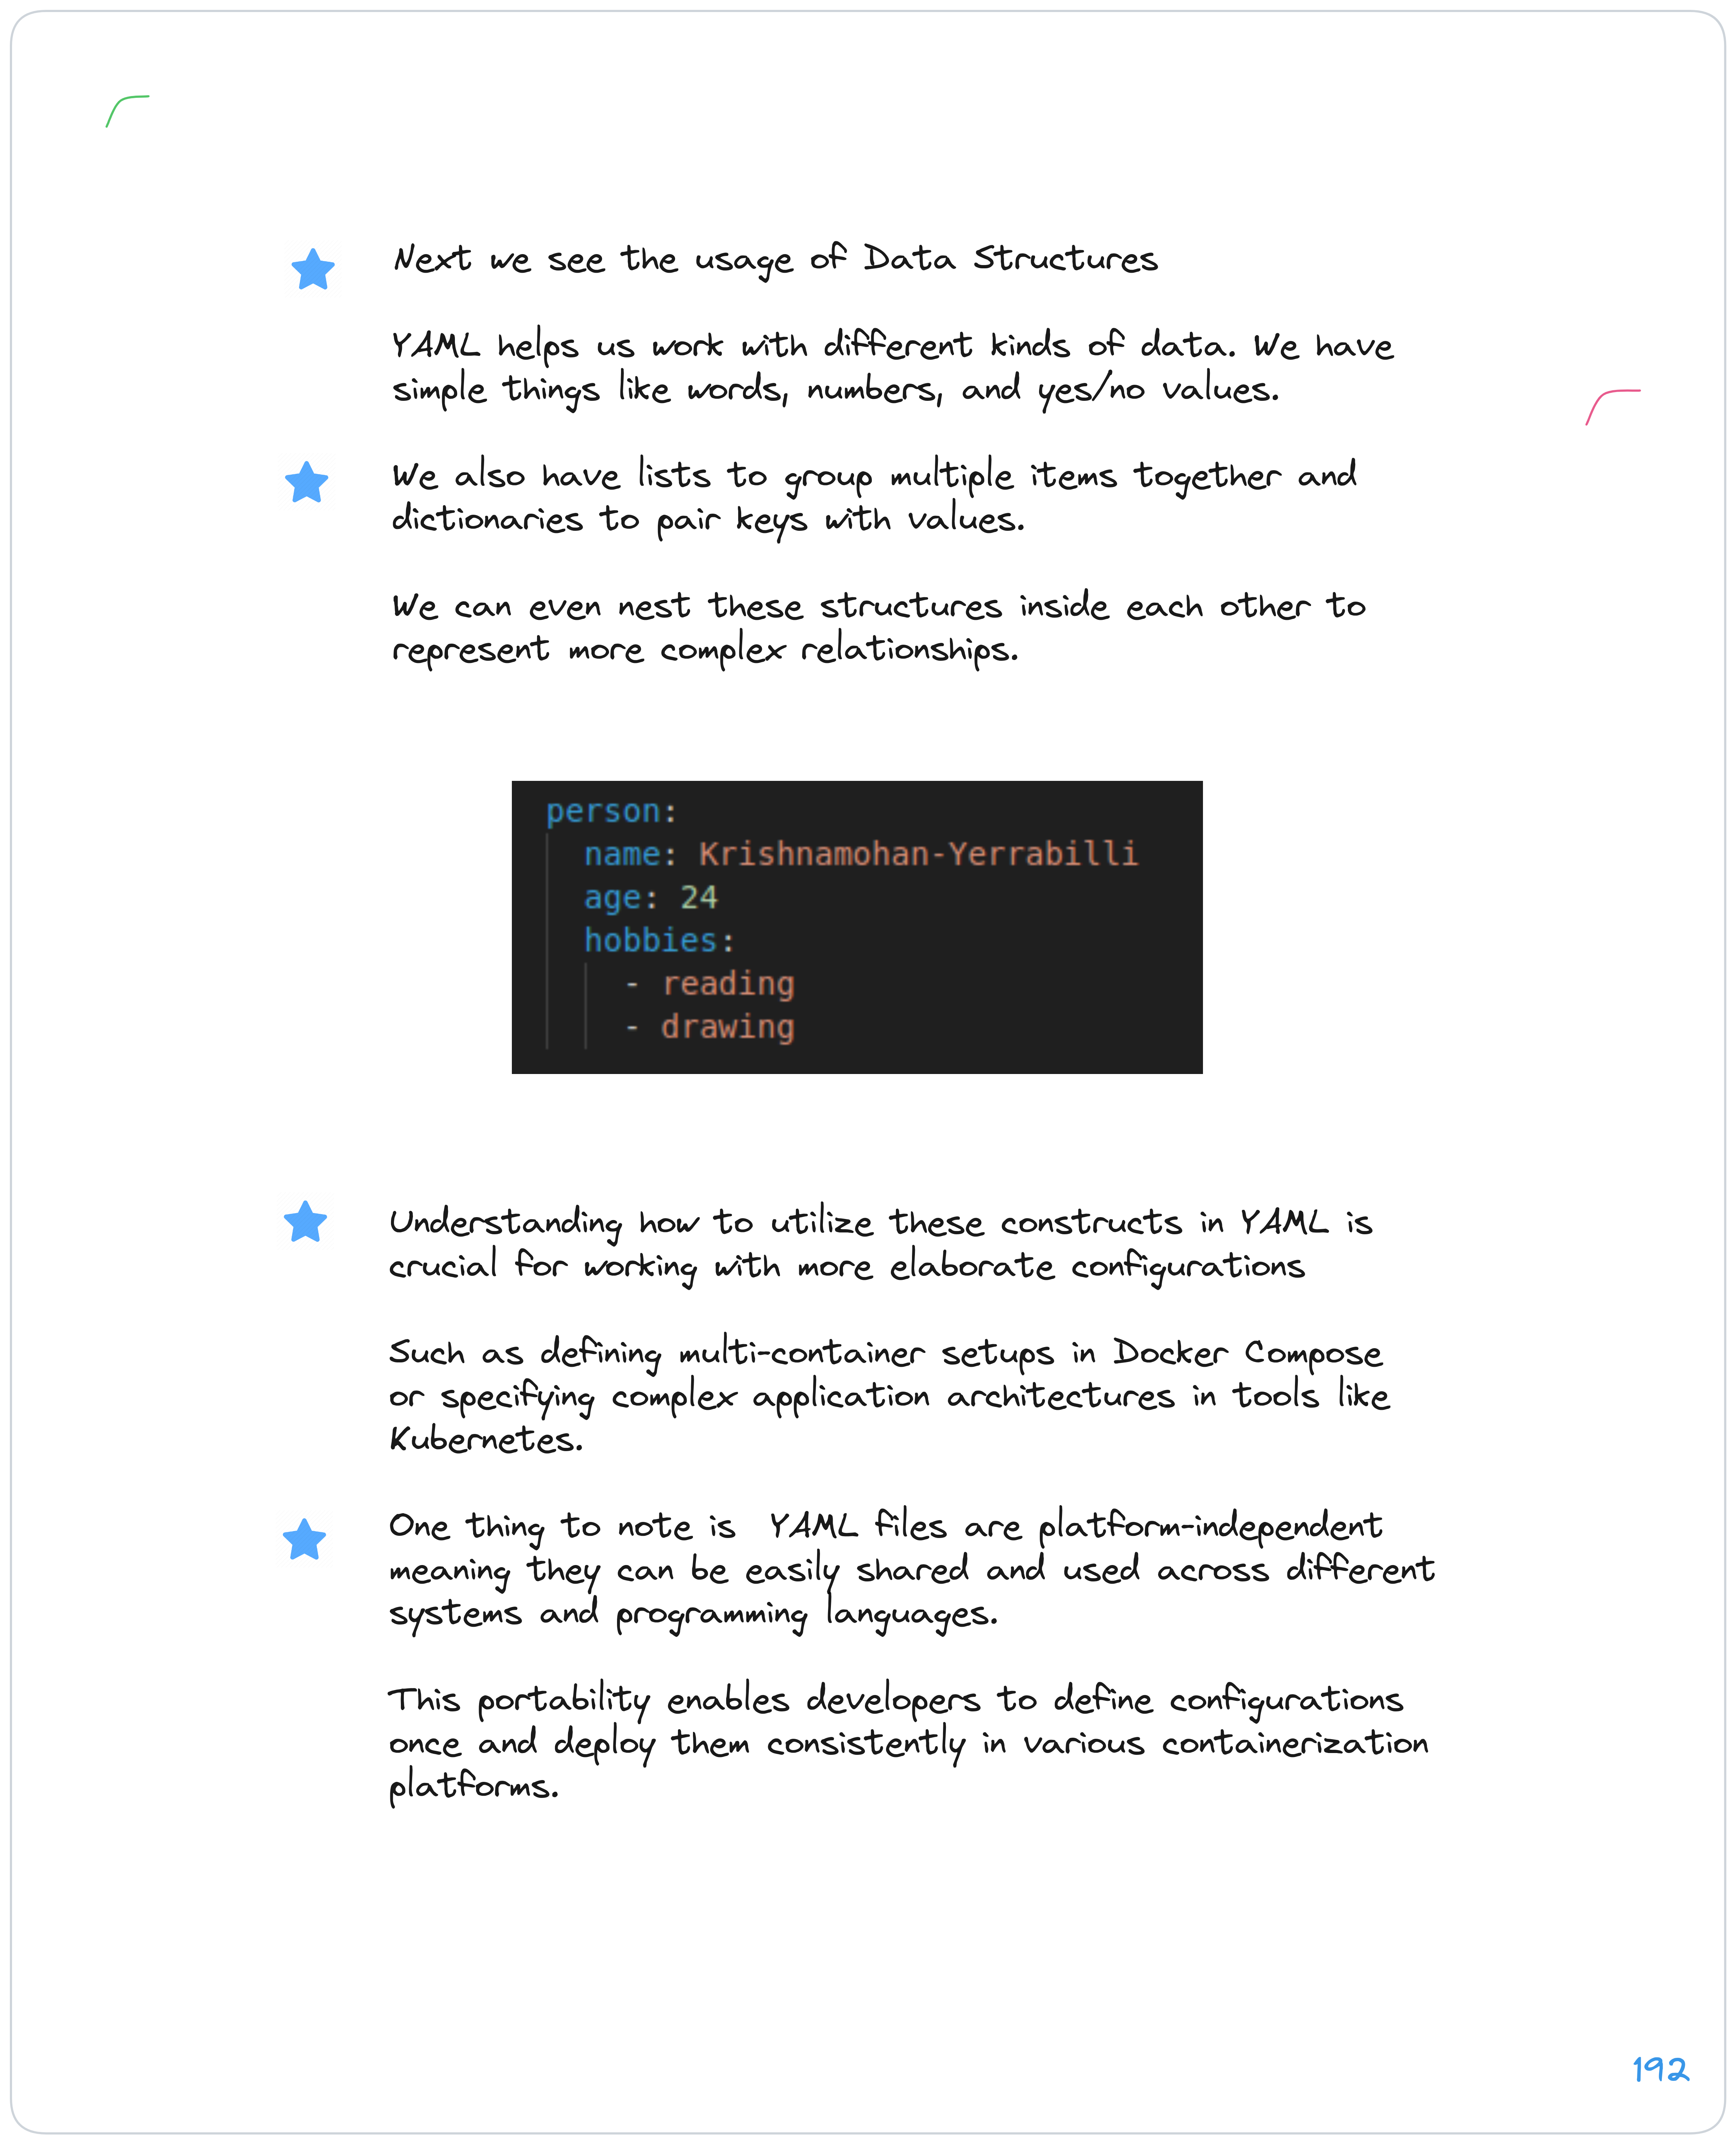 Next we see the usage of Data Structures
YAML helps us work with different kinds of data. We have
simple things like words, numbers, and yes/no values.
We also have lists to group multiple items together and
dictionaries to pair keys with values.
We can even nest these structures inside each other to
represent more complex relationships.
person:
  name: Krishnamohan-Yerrabilli
  age: 24
  hobbies:
    - reading
    - drawing
Understanding how to utilize these constructs in YAML is
crucial for working with more elaborate configurations
Such as defining multi-container setups in Docker Compose
or specifying complex application architectures in tools like
Kubernetes.
One thing to note is  YAML files are platform-independent
meaning they can be easily shared and used across different
systems and programming languages.
This portability enables developers to define configurations
once and deploy them consistently in various containerization
platforms.
192